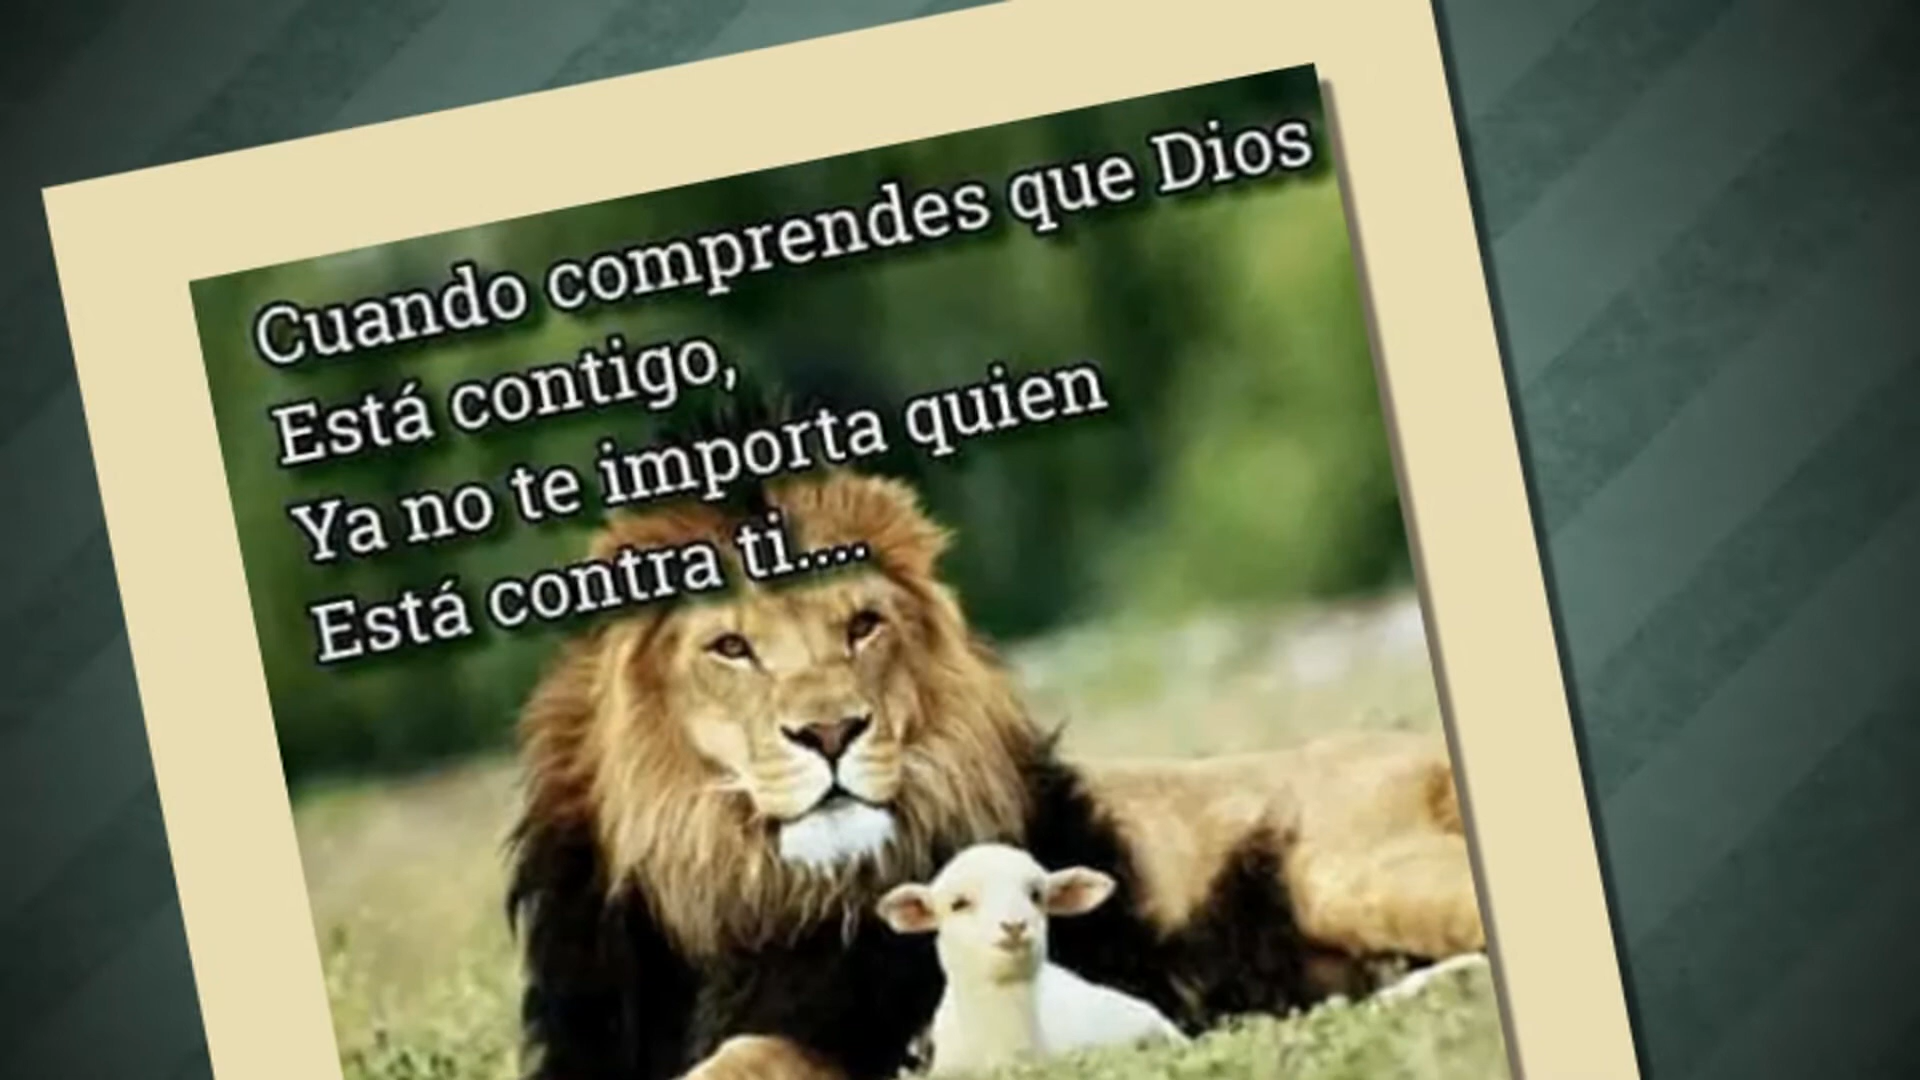 Cuando comprendes que Dios
Está contigo,
Ya no te importa quien
Está contra ti....